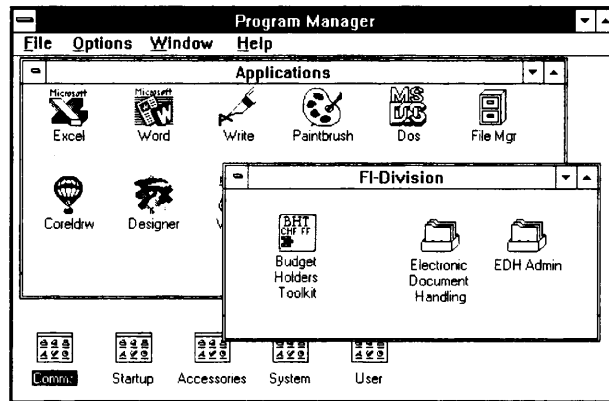 Program Manager
File Options Window Help
Applications
Microsoft Microsoft MS
DOS
Excel Word Write Paintbrush Dos File Mgr
FI-Division
Coreldrw Designer
BHT
CHF FF
Budget
Holders
Toolkit
Electronic
Document
Handling
EDH Admin
Startup Accessories System User